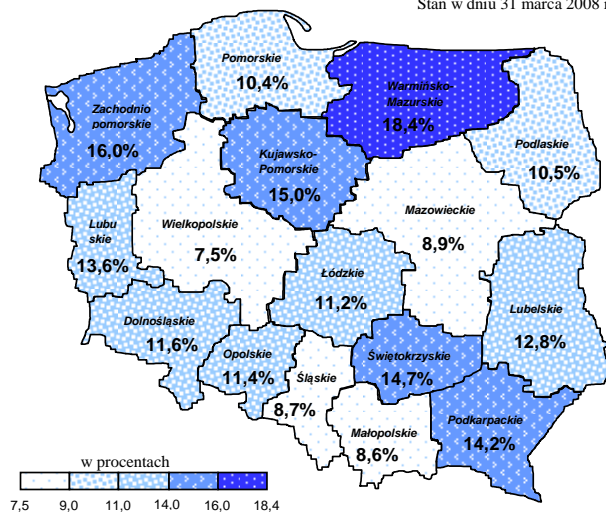 Stan w dniu 31 marca 2008 r
Pomorskie
10,4%
Warmińsko-
Mazurskie
18,4%
Zachodnio
pomorskie
16,0%
Podlaskie
10,5%
Kujawsko-
Pomorskie
15,0%
Lubu
skie
13,6%
Wielkopolskie
7,5%
Mazowieckie
8,9%
Łódzkie
11,2%
Lubelskie
12,8%
Dolnośląskie
11,6%
Opolskie
11,4%
Śląskie
8,7%
Świętokrzyskie
14,7%
Małopolskie
8,6%
Podkarpackie
14,2%
w procentach
7,5 9,0 11,0 14.0 16,0 18,4